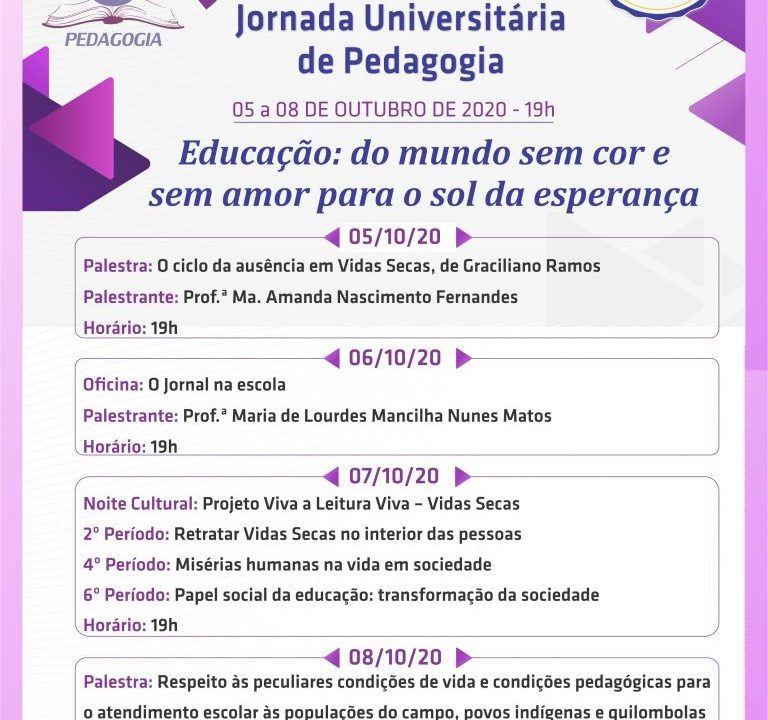 PEDAGOGIA
Jornada Universitária
de Pedagogia
05 a 08 DE OUTUBRO DE 2020 - 19h
Educação: do mundo sem cor e
sem amor para o sol da esperança
05/10/20
Palestra: O ciclo da ausência em Vidas Secas, de Graciliano Ramos
Palestrante: Prof.ª Ma. Amanda Nascimento Fernandes
Horário: 19h
06/10/20
Oficina: O Jornal na escola
Palestrante: Prof.ª Maria de Lourdes Mancilha Nunes Matos
Horário: 19h
07/10/20
Noite Cultural: Projeto Viva a Leitura Viva – Vidas Secas
2º Período: Retratar Vidas Secas no interior das pessoas
4º Período: Misérias humanas na vida em sociedade
6º Período: Papel social da educação: transformação da sociedade
Horário: 19h
08/10/20
Palestra: Respeito às peculiares condições de vida e condições pedagógicas para
o atendimento escolar às populações do campo, povos indígenas e quilombolas